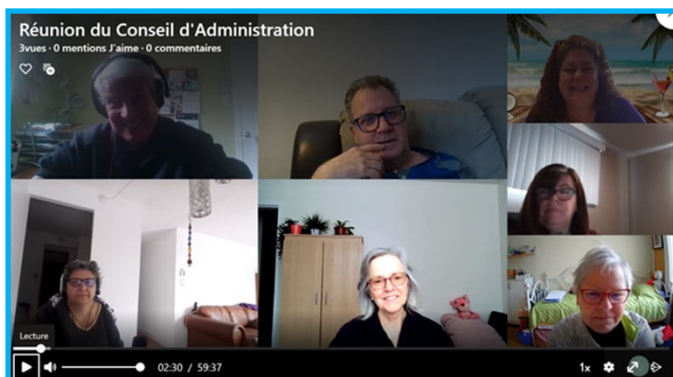 Réunion du Conseil d'Administration
3vues · 0 mentions J'aime · 0 commentaires
Lecture
02:30 / 59:37
1x